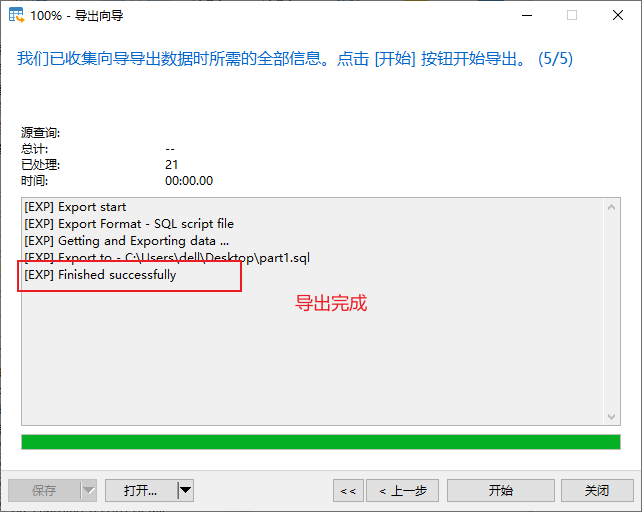 100% - 导出向导
我们已收集向导导出数据时所需的全部信息。点击 [开始] 按钮开始导出。 (5/5)
源查询:
总计: --
已处理: 21
时间: 00:00.00
[EXP] Export start
[EXP] Export Format - SQL script file
[EXP] Getting and Exporting data ...
[EXP] Export to - C:\Users\dell\Desktop\part1.sql
[EXP] Finished successfully
导出完成
保存 打开... << < 上一步 开始 关闭